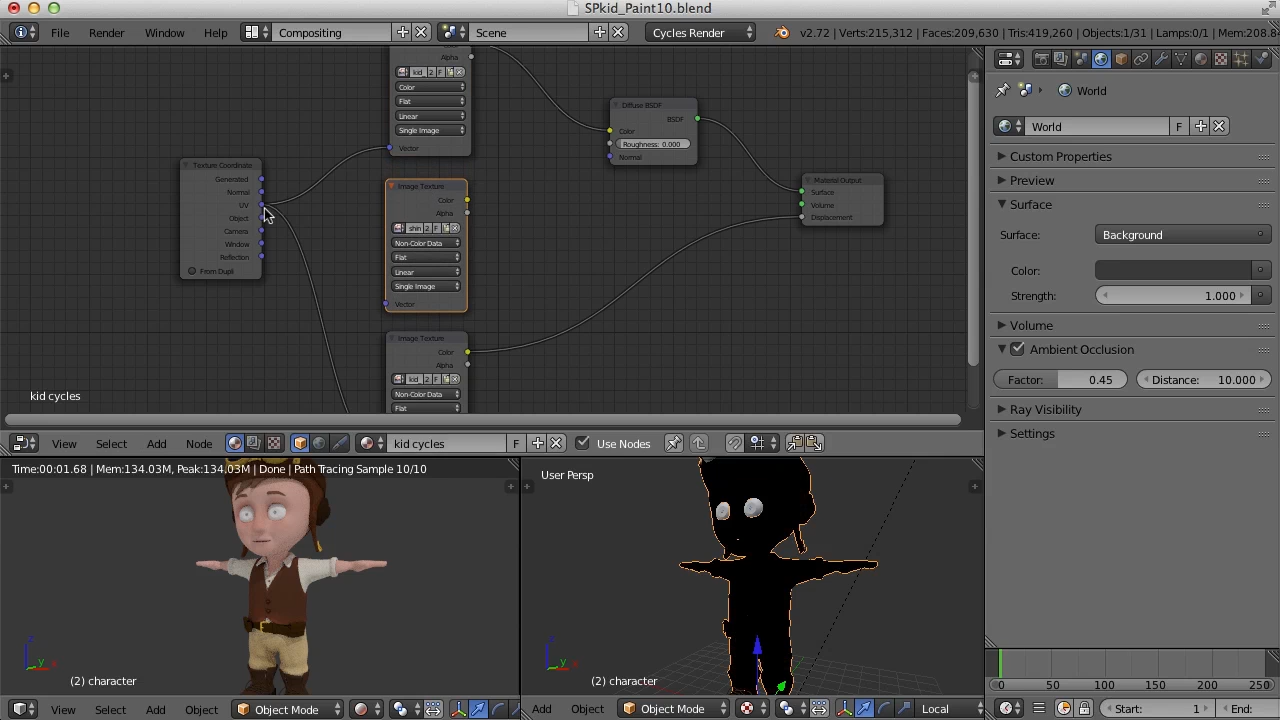 SPkid_Paint10.blend
File Render Window Help Compositing Scene Cycles Render v2.72 | Verts:215,312 | Faces:209,630 | Tris:419,260 | Objects:1/31 | Lamps:0/1 | Mem:208.8
Alpha
kid 2 F
Color
Flat
Linear
Single Image
Vector
Texture Coordinate
Generated
Normal
UV
Object
Camera
Window
Reflection
From Dupli
Image Texture
Color
Alpha
shin 2 F
Non-Color Data
Flat
Linear
Single Image
Vector
Image Texture
Color
Alpha
kid 2 F
Non-Color Data
Flat
Diffuse BSDF
BSDF
Color
Roughness: 0.000
Normal
Material Output
Surface
Volume
Displacement
kid cycles
View Select Add Node kid cycles F Use Nodes
World
World F
Custom Properties
Preview
Surface
Surface: Background
Color:
Strength: 1.000
Volume
Ambient Occlusion
Factor: 0.45 Distance: 10.000
Ray Visibility
Settings
Time:00:01.68 | Mem:134.03M, Peak:134.03M | Done | Path Tracing Sample 10/10
z
y
(2) character
View Select Add Object Object Mode
User Persp
z
y
(2) character
Add Object Object Mode Local
0 50 100 150 200 250
Start: 1 End: